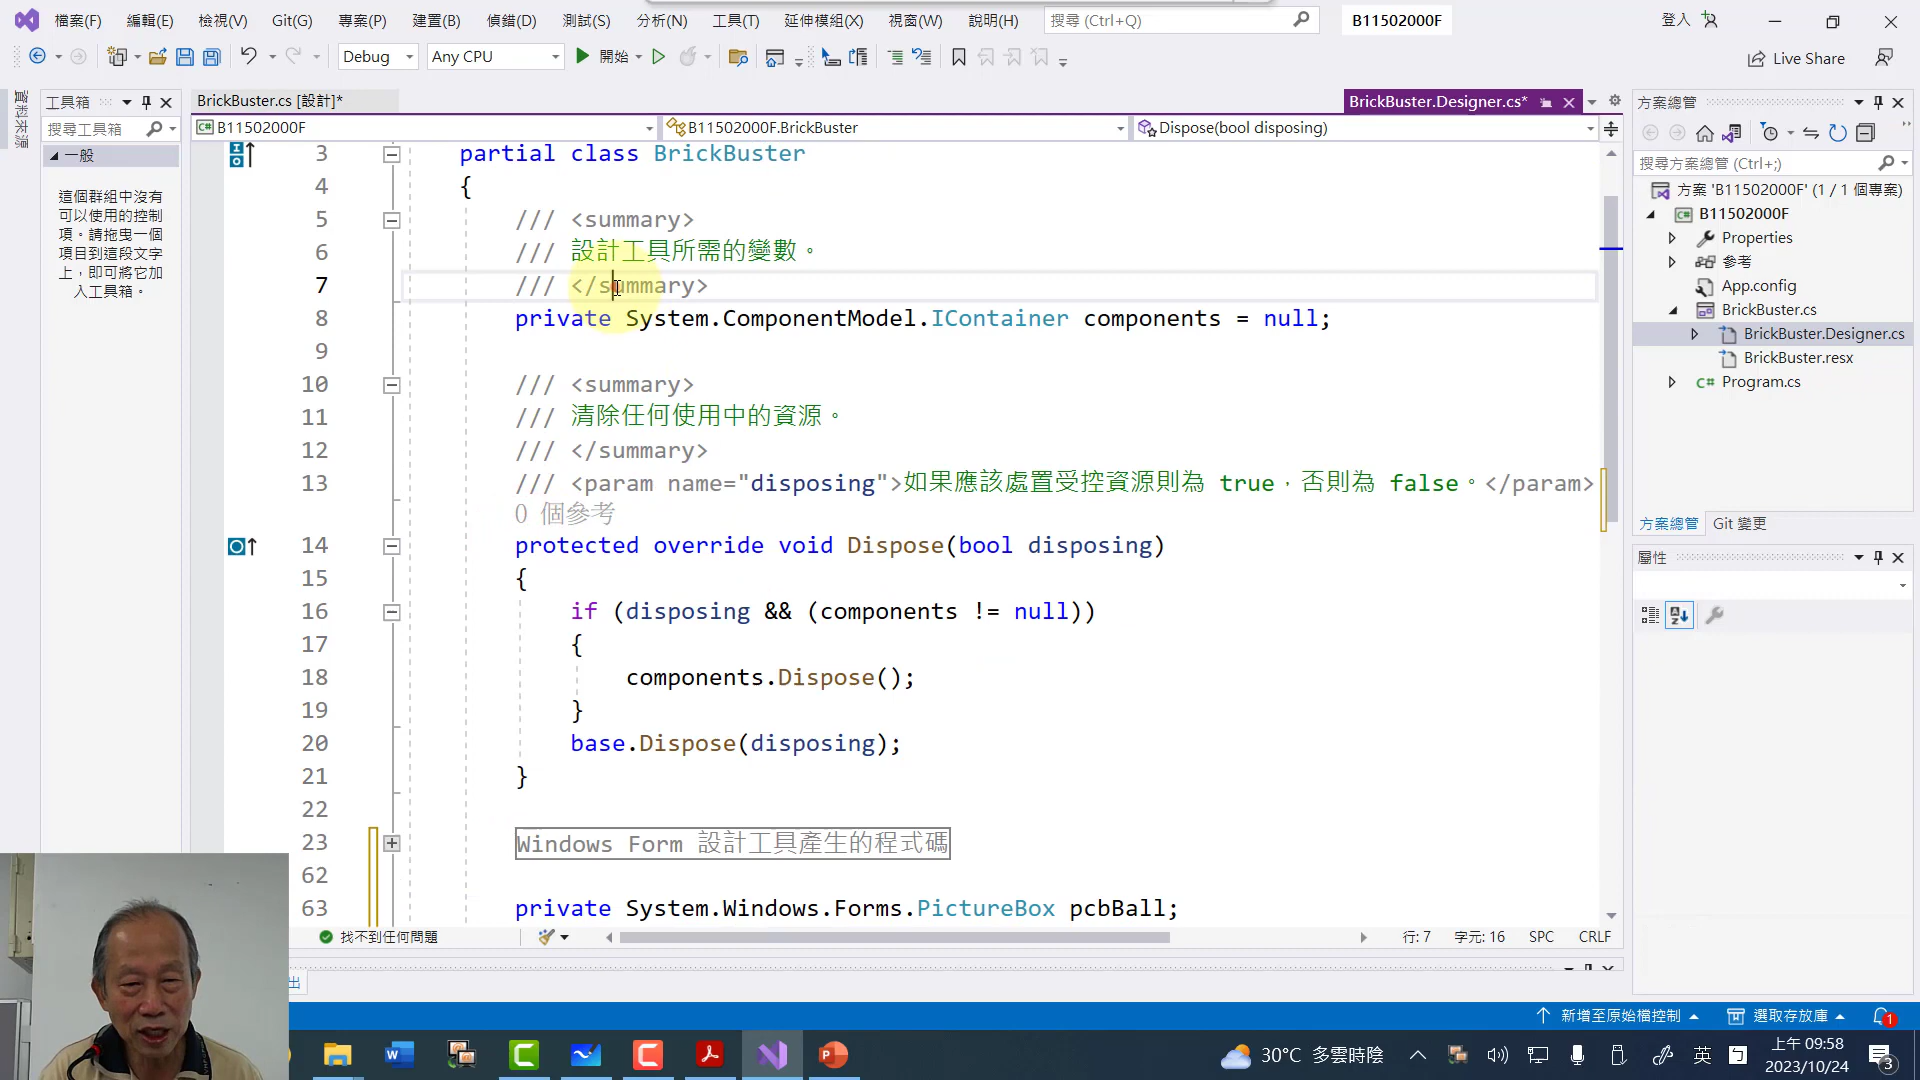 檔案(F) 編輯(E) 檢視(V) Git(G) 專案(P) 建置(B) 偵錯(D) 測試(S) 分析(N) 工具(T) 延伸模組(X) 視窗(W) 說明(H) 搜尋 (Ctrl+Q) B11502000F 登入
Debug Any CPU 開始 Live Share
資料來源
工具箱
搜尋工具箱
一般
這個群組中沒有
可以使用的控制
項。請拖曳一個
項目到這段文字
上，即可將它加
入工具箱。
BrickBuster.cs [設計]* BrickBuster.Designer.cs*
B11502000F B11502000F.BrickBuster Dispose(bool disposing)
3 partial class BrickBuster
4 {
5 /// <summary>
6 /// 設計工具所需的變數。
7 /// </summary>
8 private System.ComponentModel.IContainer components = null;
9
10 /// <summary>
11 /// 清除任何使用中的資源。
12 /// </summary>
13 /// <param name="disposing">如果應該處置受控資源則為 true，否則為 false。</param>
0 個參考
14 protected override void Dispose(bool disposing)
15 {
16 if (disposing && (components != null))
17 {
18 components.Dispose();
19 }
20 base.Dispose(disposing);
21 }
22
23 Windows Form 設計工具產生的程式碼
62
63 private System.Windows.Forms.PictureBox pcbBall;
找不到任何問題 行: 7 字元: 16 SPC CRLF
出
方案總管
搜尋方案總管 (Ctrl+;)
方案 'B11502000F' (1 / 1 個專案)
B11502000F
Properties
參考
App.config
BrickBuster.cs
BrickBuster.Designer.cs
BrickBuster.resx
Program.cs
方案總管 Git 變更
屬性
新增至原始檔控制 選取存放庫 1
30°C 多雲時陰 英 上午 09:58
2023/10/24 3